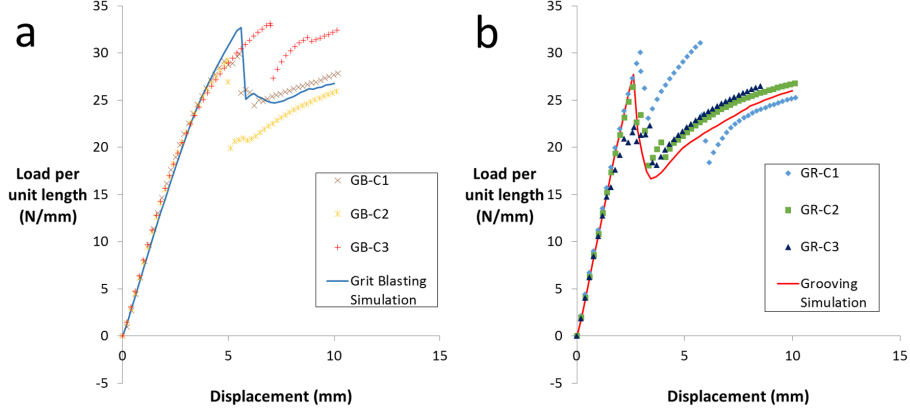 a
35
30
25
20
15
10
5
0
-5
Load per
unit length
(N/mm)
0 5 10 15
Displacement (mm)
GB-C1
GB-C2
GB-C3
Grit Blasting
Simulation
b
35
30
25
20
15
10
5
0
-5
Load per
unit length
(N/mm)
0 5 10 15
Displacement (mm)
GR-C1
GR-C2
GR-C3
Grooving
Simulation